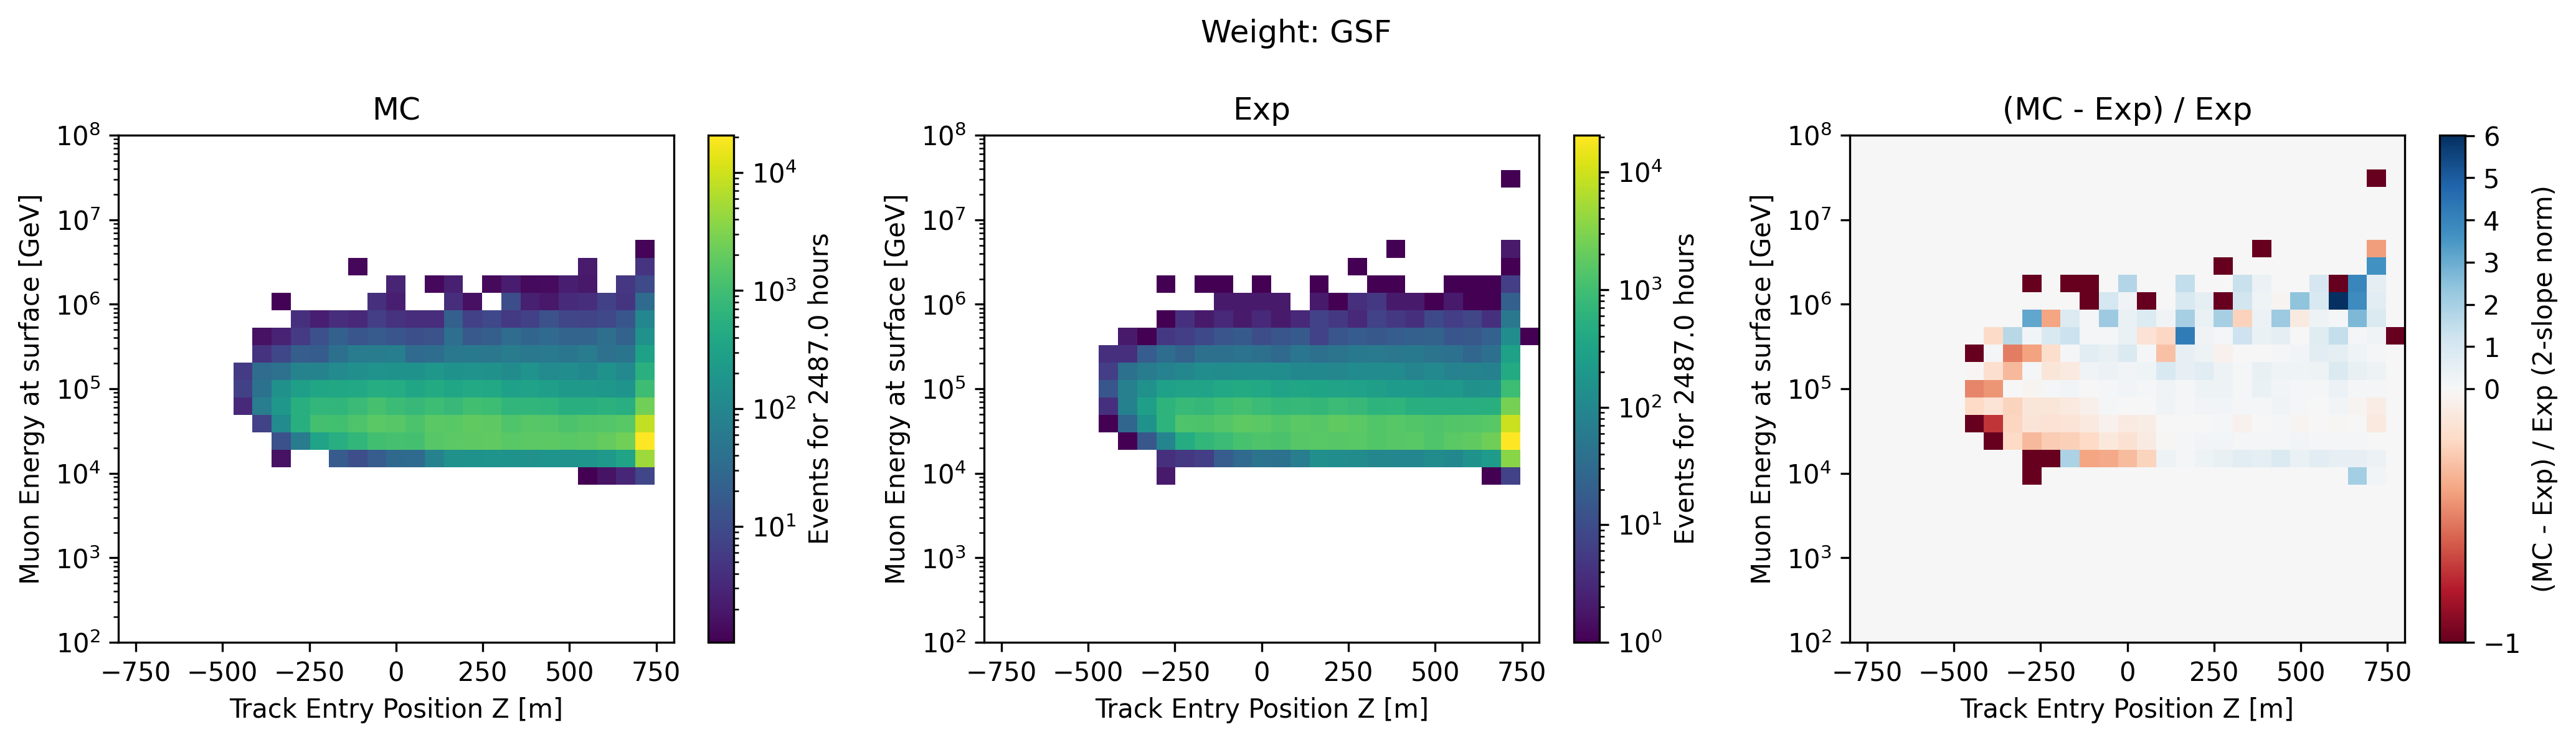 Weight: GSF
MC
Muon Energy at surface [GeV]
10⁸
10⁷
10⁶
10⁵
10⁴
10³
10²
−750 −500 −250 0 250 500 750
Track Entry Position Z [m]
10⁴
10³
10²
10¹
Events for 2487.0 hours
Exp
Muon Energy at surface [GeV]
10⁸
10⁷
10⁶
10⁵
10⁴
10³
10²
−750 −500 −250 0 250 500 750
Track Entry Position Z [m]
10⁴
10³
10²
10¹
10⁰
Events for 2487.0 hours
(MC - Exp) / Exp
Muon Energy at surface [GeV]
10⁸
10⁷
10⁶
10⁵
10⁴
10³
10²
−750 −500 −250 0 250 500 750
Track Entry Position Z [m]
6
5
4
3
2
1
0
−1
(MC - Exp) / Exp (2-slope norm)